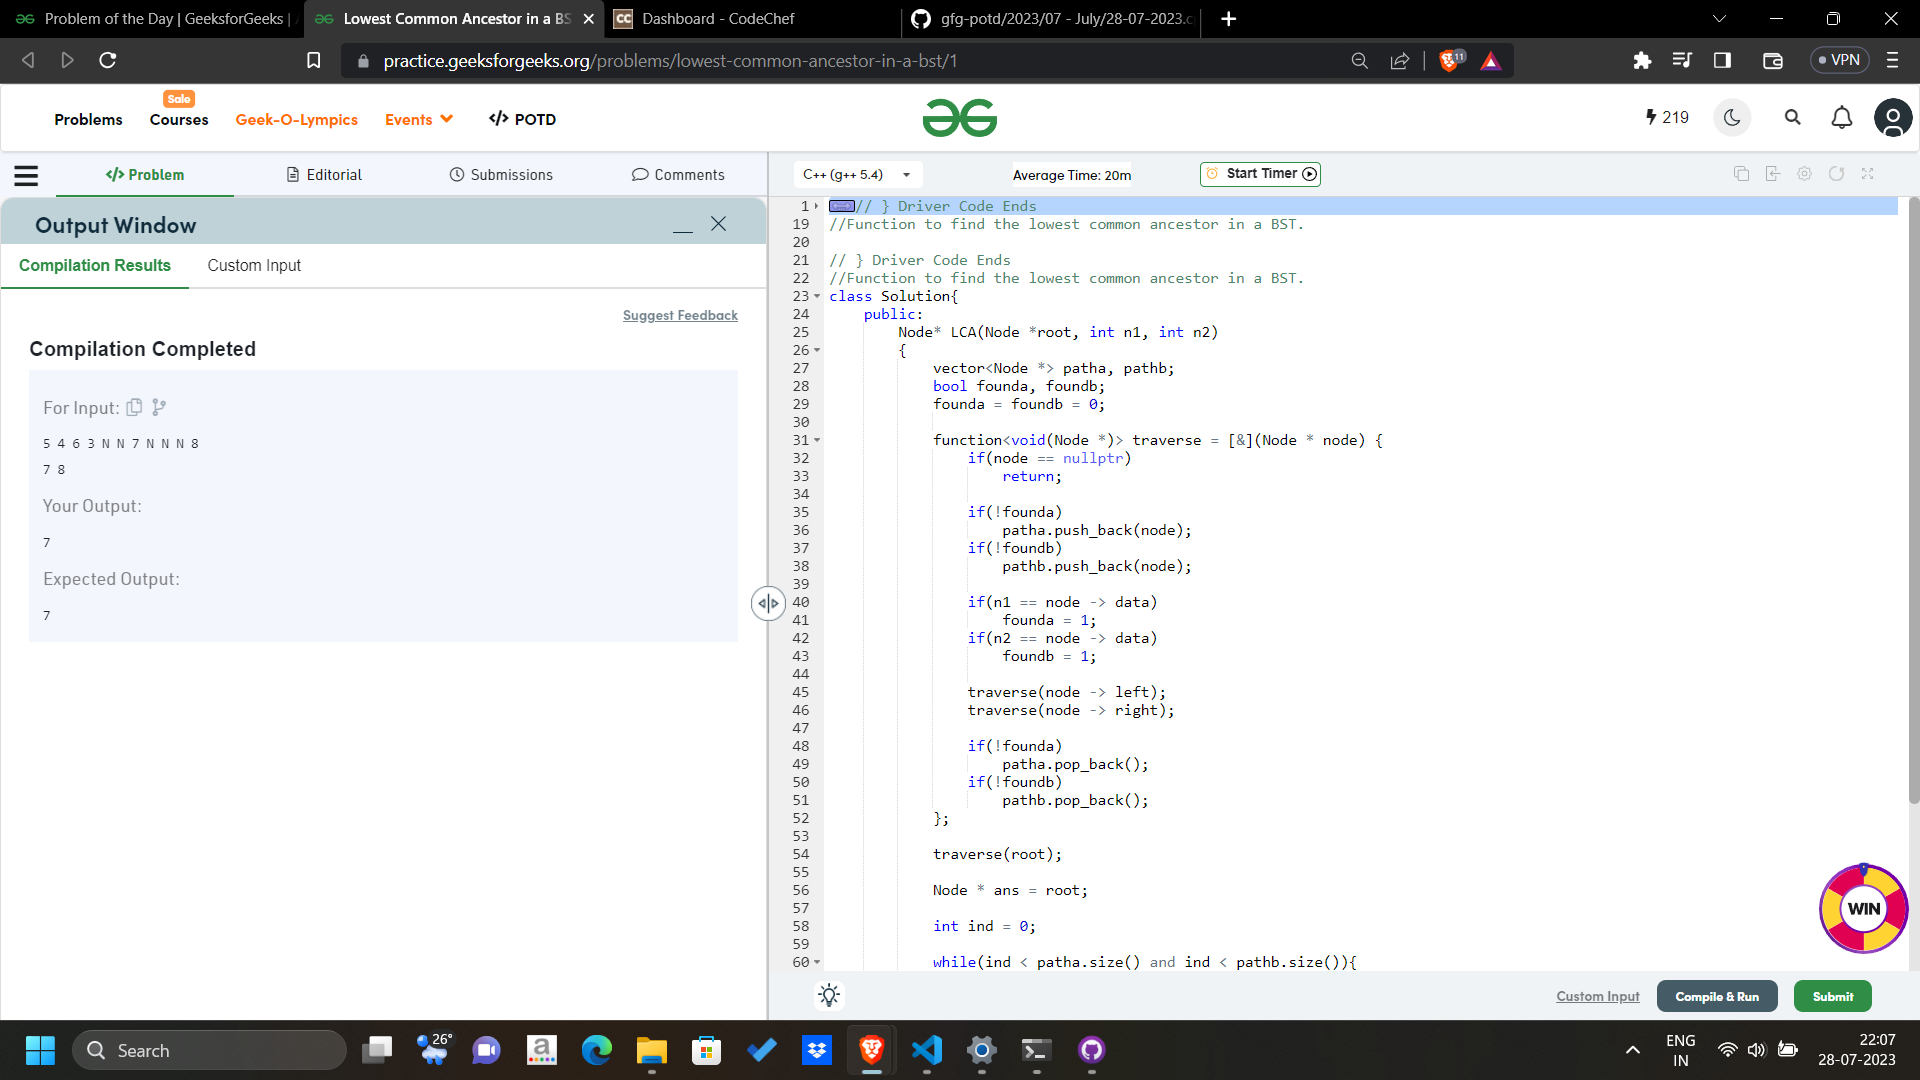 Problem of the Day | GeeksforGeeks |
Lowest Common Ancestor in a BS
CC Dashboard - CodeChef
gfg-potd/2023/07 - July/28-07-2023.c
practice.geeksforgeeks.org/problems/lowest-common-ancestor-in-a-bst/1
11
VPN
Problems
Sale
Courses
Geek-O-Lympics
Events
</> POTD
219
</> Problem
Editorial
Submissions
Comments
C++ (g++ 5.4)
Average Time: 20m
Start Timer
Output Window
Compilation Results
Custom Input
Suggest Feedback
Compilation Completed
For Input:
5 4 6 3 N N 7 N N N 8
7 8
Your Output:
7
Expected Output:
7
1 // } Driver Code Ends
19 //Function to find the lowest common ancestor in a BST.
20
21 // } Driver Code Ends
22 //Function to find the lowest common ancestor in a BST.
23 class Solution{
24 public:
25 Node* LCA(Node *root, int n1, int n2)
26 {
27 vector<Node *> patha, pathb;
28 bool founda, foundb;
29 founda = foundb = 0;
30
31 function<void(Node *)> traverse = [&](Node * node) {
32 if(node == nullptr)
33 return;
34
35 if(!founda)
36 patha.push_back(node);
37 if(!foundb)
38 pathb.push_back(node);
39
40 if(n1 == node -> data)
41 founda = 1;
42 if(n2 == node -> data)
43 foundb = 1;
44
45 traverse(node -> left);
46 traverse(node -> right);
47
48 if(!founda)
49 patha.pop_back();
50 if(!foundb)
51 pathb.pop_back();
52 };
53
54 traverse(root);
55
56 Node * ans = root;
57
58 int ind = 0;
59
60 while(ind < patha.size() and ind < pathb.size()){
WIN
Custom Input
Compile & Run
Submit
Search
26°
a
ENG
IN
22:07
28-07-2023